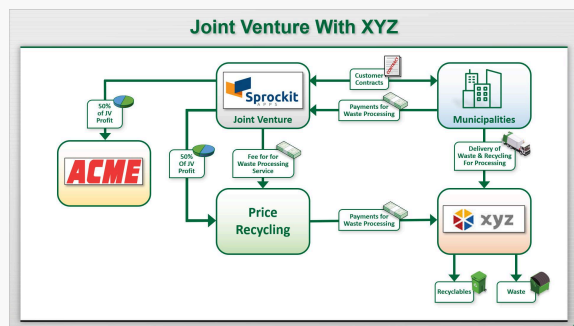 Joint Venture With XYZ
Customer
Contracts
CONTRACT
50%
of JV
Profit
Sprockit
APPS
Joint Venture
Payments for
Waste Processing
Municipalities
ACME
50%
Of JV
Profit
Fee for for
Waste Processing
Service
Delivery of
Waste & Recycling
For Processing
Price
Recycling
Payments for
Waste Processing
xyz
Recyclables
Waste